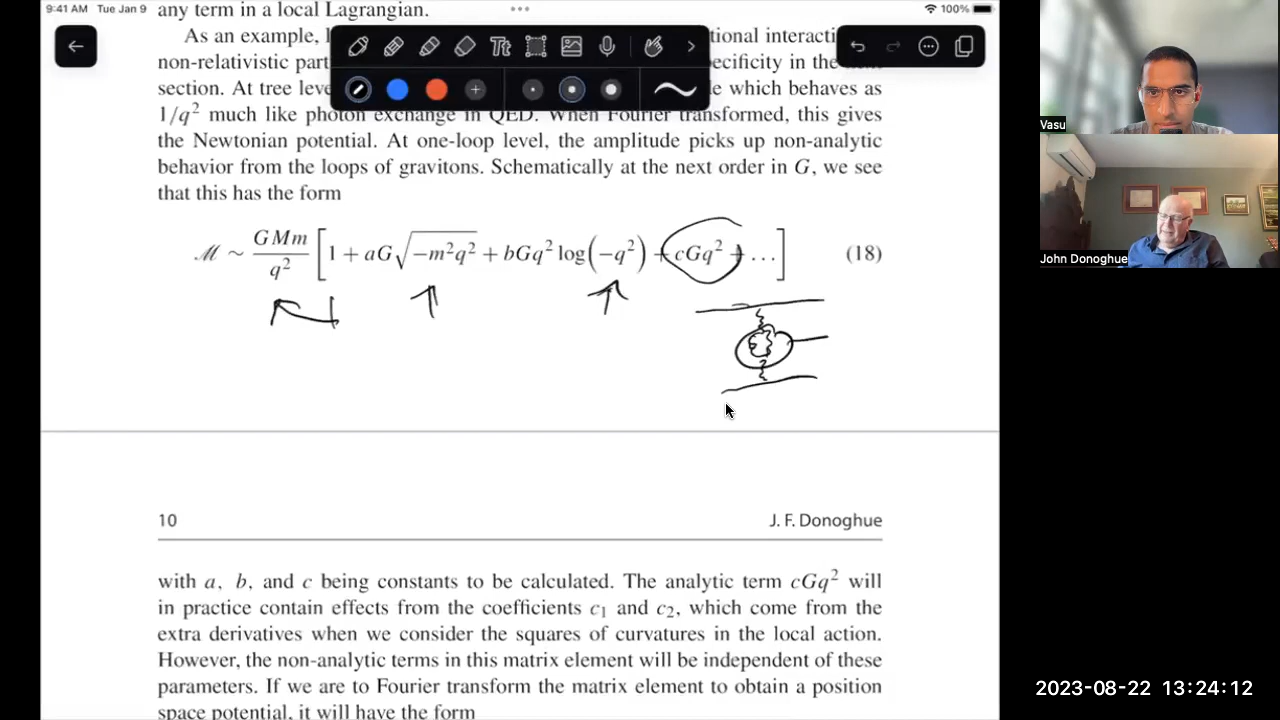 9:41 AM Tue Jan 9
100%
any term in a local Lagrangian.
As an example,
tional interacti
non-relativistic part
ecificity in the
section. At tree leve
e which behaves as
Tt
1/q² much like photon exchange in QED. When Fourier transformed, this gives
the Newtonian potential. At one-loop level, the amplitude picks up non-analytic
behavior from the loops of gravitons. Schematically at the next order in G, we see
that this has the form
ℳ ~ GMm/q² [1 + aG√(−m²q²) + bGq² log(−q²) + cGq² + …] (18)
10 J. F. Donoghue
with a, b, and c being constants to be calculated. The analytic term cGq² will
in practice contain effects from the coefficients c₁ and c₂, which come from the
extra derivatives when we consider the squares of curvatures in the local action.
However, the non-analytic terms in this matrix element will be independent of these
parameters. If we are to Fourier transform the matrix element to obtain a position
space potential, it will have the form
Vasu
John Donoghue
2023-08-22 13:24:12